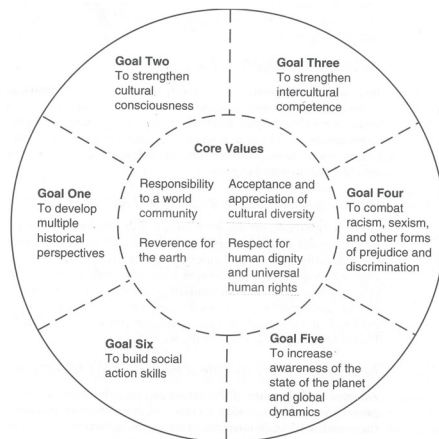 Goal Two
To strengthen
cultural
consciousness
Goal Three
To strengthen
intercultural
competence
Core Values
Responsibility
to a world
community
Acceptance and
appreciation of
cultural diversity
Reverence for
the earth
Respect for
human dignity
and universal
human rights
Goal One
To develop
multiple
historical
perspectives
Goal Four
To combat
racism, sexism,
and other forms
of prejudice and
discrimination
Goal Six
To build social
action skills
Goal Five
To increase
awareness of the
state of the planet
and global
dynamics